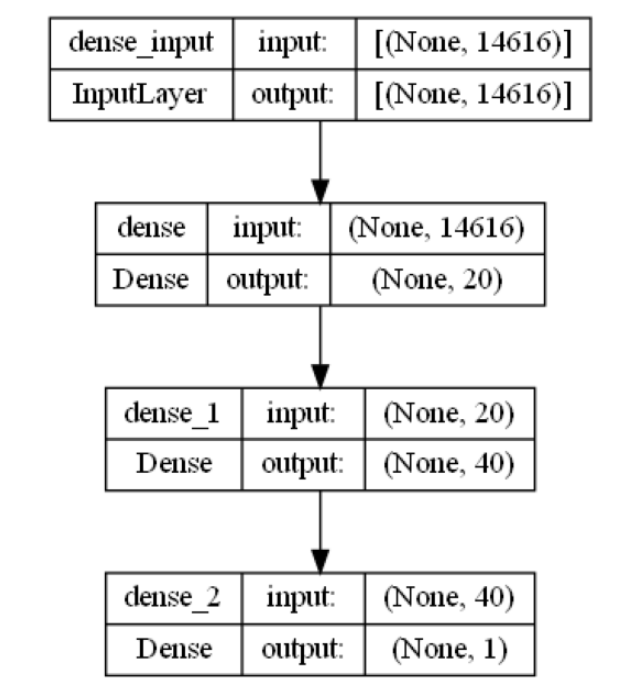 dense_input input: [(None, 14616)]
InputLayer output: [(None, 14616)]
dense input: (None, 14616)
Dense output: (None, 20)
dense_1 input: (None, 20)
Dense output: (None, 40)
dense_2 input: (None, 40)
Dense output: (None, 1)